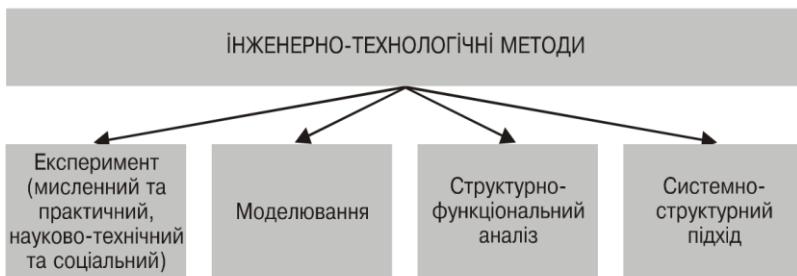 ІНЖЕНЕРНО-ТЕХНОЛОГІЧНІ МЕТОДИ
Експеримент
(мисленний та
практичний,
науково-технічний
та соціальний)
Моделювання
Структурно-
функціональний
аналіз
Системно-
структурний
підхід